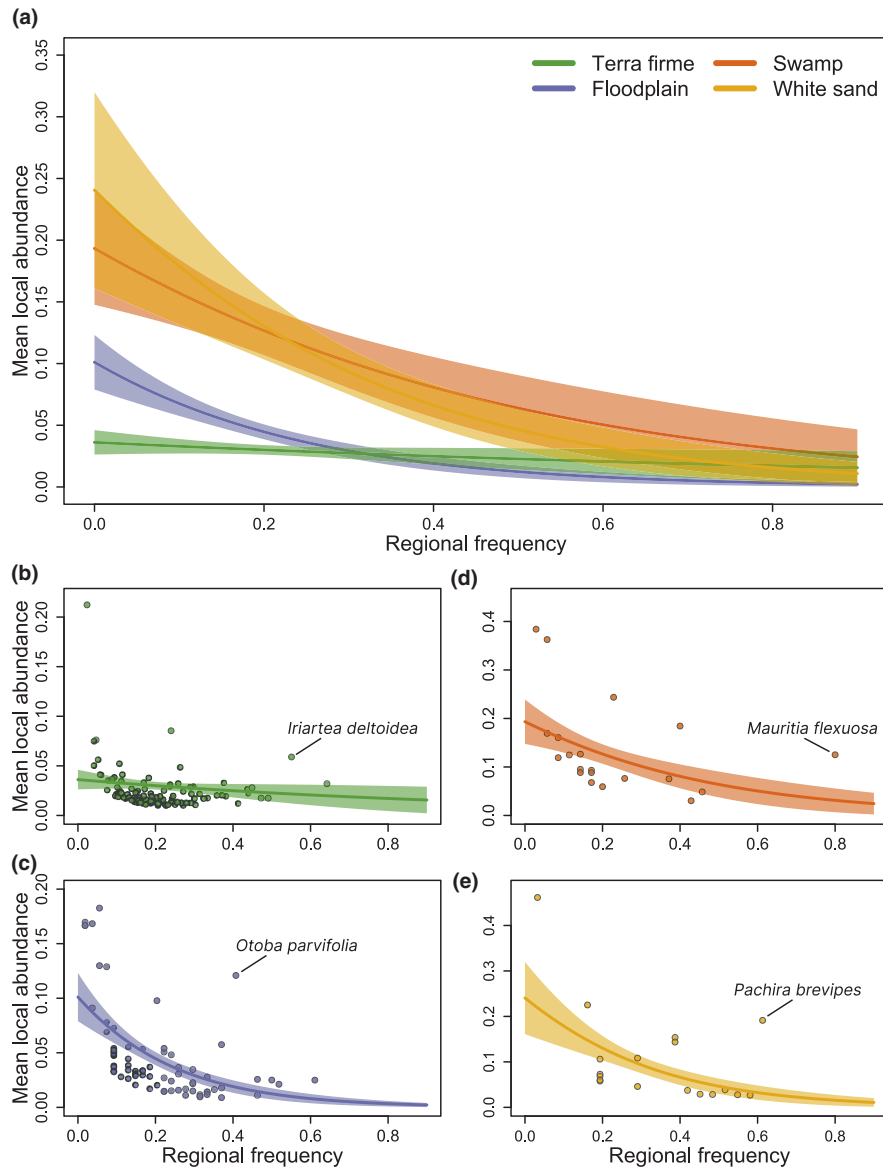 (a)
Mean local abundance
0.00 0.05 0.10 0.15 0.20 0.25 0.30 0.35
Terra firme
Floodplain
Swamp
White sand
0.0 0.2 0.4 0.6 0.8
Regional frequency
(b)
Mean local abundance
0.00 0.05 0.10 0.15 0.20
Iriartea deltoidea
0.0 0.2 0.4 0.6 0.8
(d)
Mean local abundance
0.0 0.1 0.2 0.3 0.4
Mauritia flexuosa
0.0 0.2 0.4 0.6 0.8
(c)
Mean local abundance
0.00 0.05 0.10 0.15 0.20
Otoba parvifolia
0.0 0.2 0.4 0.6 0.8
Regional frequency
(e)
Mean local abundance
0.0 0.1 0.2 0.3 0.4
Pachira brevipes
0.0 0.2 0.4 0.6 0.8
Regional frequency